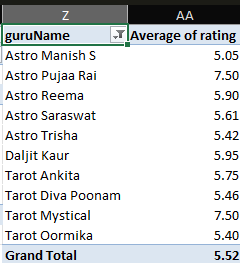 Z AA
guruName Average of rating
Astro Manish S 5.05
Astro Pujaa Rai 7.50
Astro Reema 5.90
Astro Saraswat 5.61
Astro Trisha 5.42
Daljit Kaur 5.95
Tarot Ankita 5.75
Tarot Diva Poonam 5.46
Tarot Mystical 7.50
Tarot Oormika 5.40
Grand Total 5.52